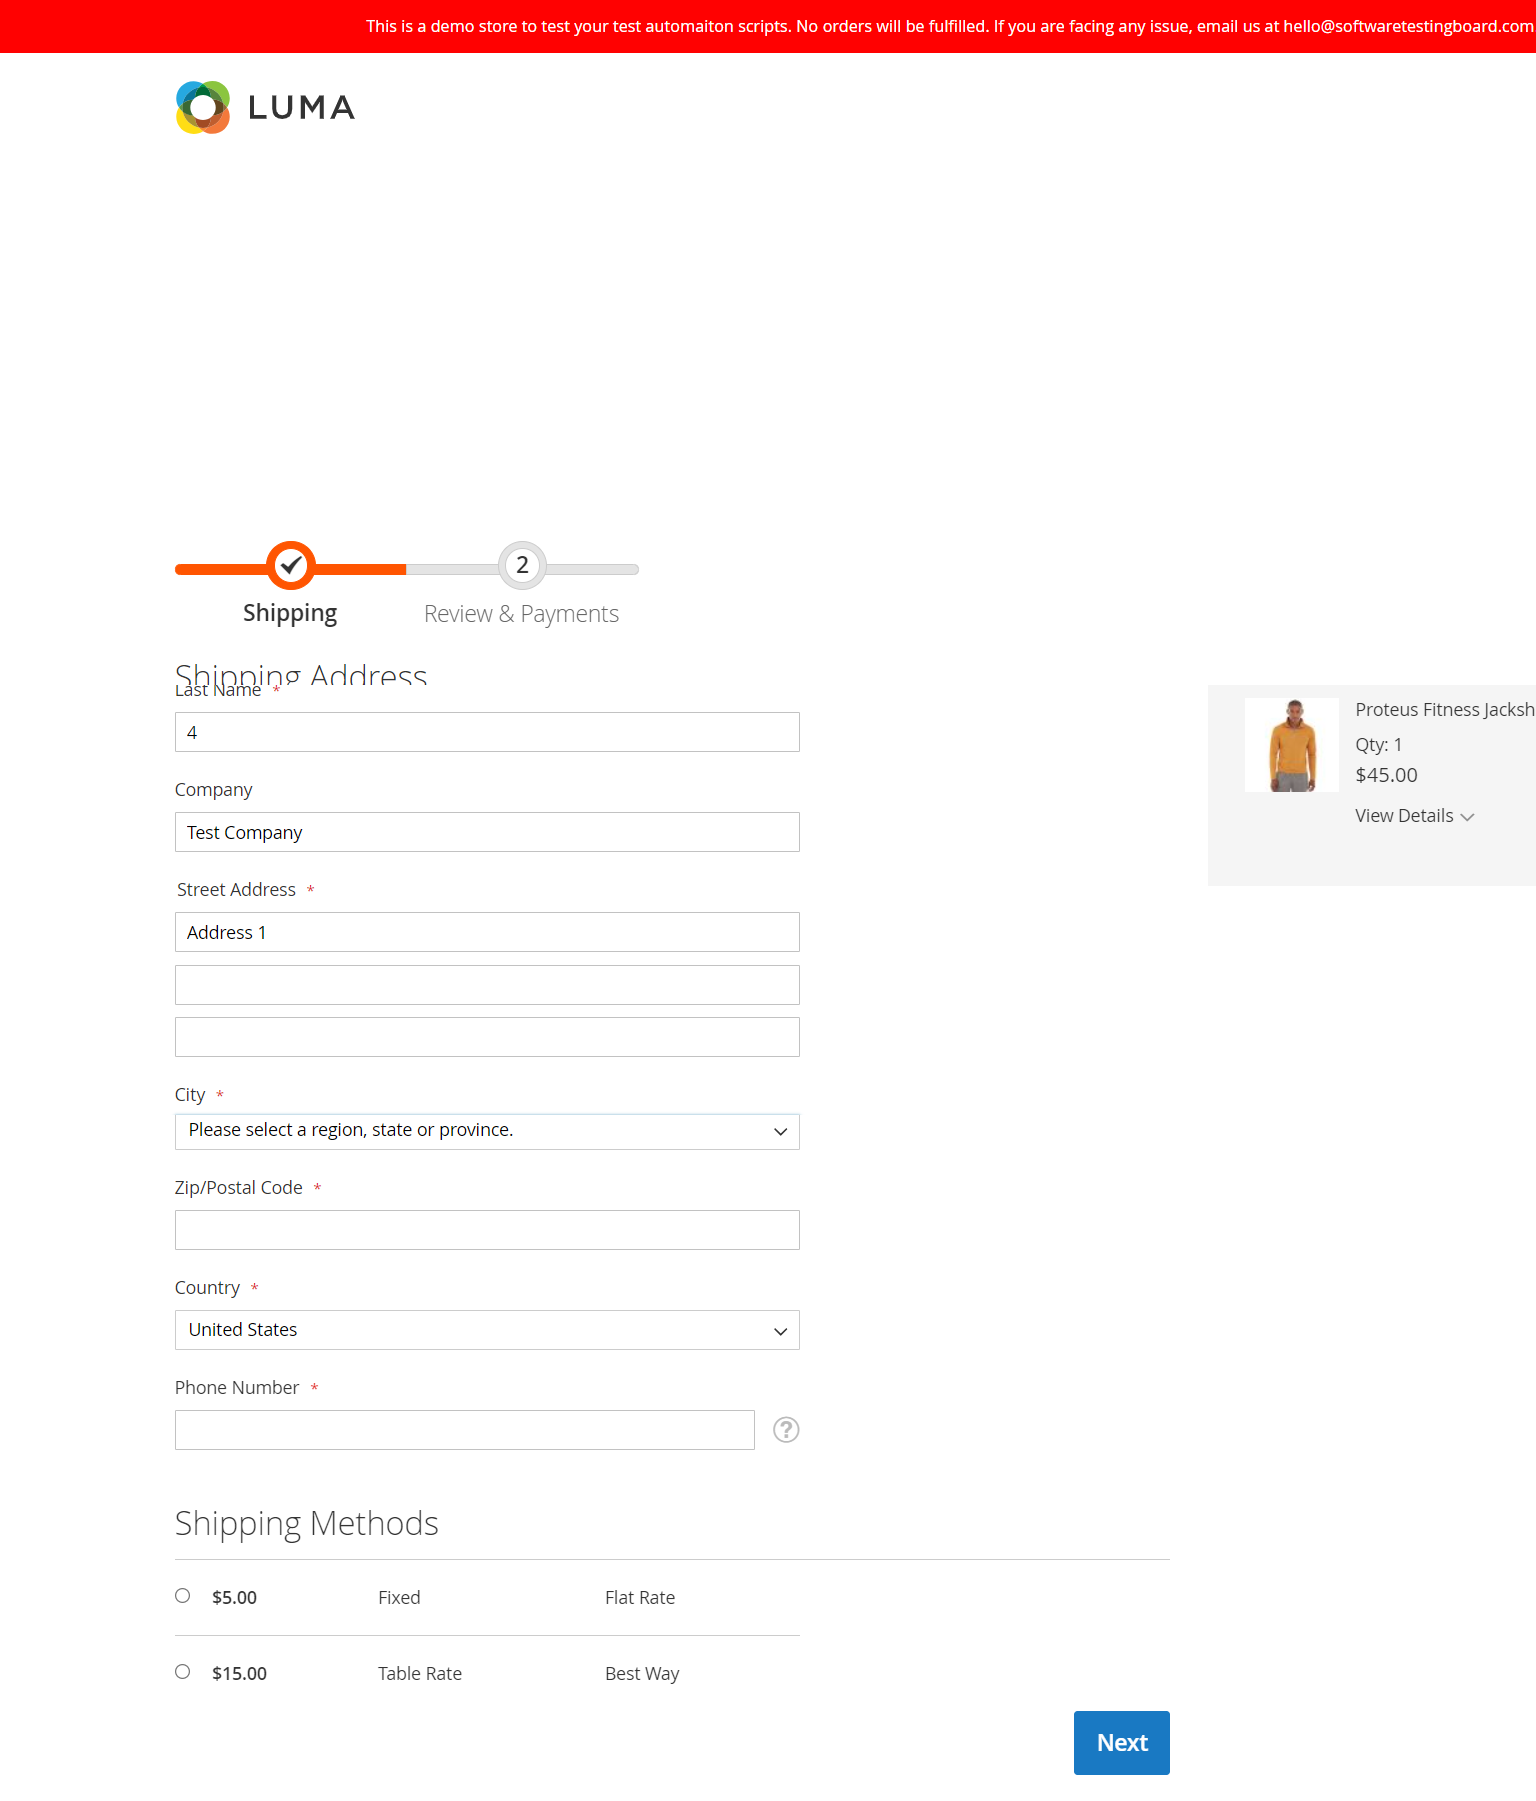 This is a demo store to test your test automaiton scripts. No orders will be fulfilled. If you are facing any issue, email us at hello@softwaretestingboard.com
LUMA
2
Shipping
Review & Payments
Shipping Address
Last Name *
4
Company
Test Company
Street Address *
Address 1
City *
Please select a region, state or province.
Zip/Postal Code *
Country *
United States
Phone Number *
?
Proteus Fitness Jacksh
Qty: 1
$45.00
View Details
Shipping Methods
$5.00 Fixed Flat Rate
$15.00 Table Rate Best Way
Next